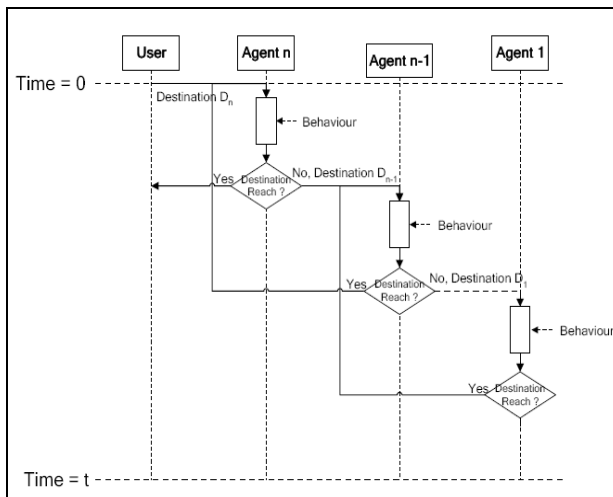 User
Agent n
Agent n-1
Agent 1
Time = 0
Destination Dn
Behaviour
Yes
Destination
Reach ?
No, Destination Dn-1
Behaviour
Yes
Destination
Reach ?
No, Destination D1
Behaviour
Yes
Destination
Reach ?
Time = t